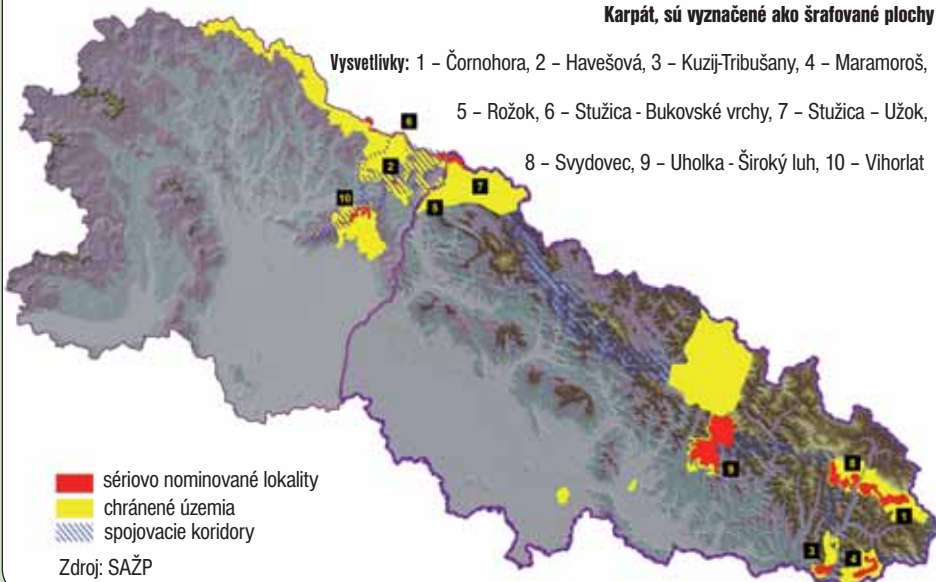 Karpát, sú vyznačené ako šrafované plochy
Vysvetlivky: 1 – Čornohora, 2 – Havešová, 3 – Kuzij-Tribušany, 4 – Maramoroš,
5 – Rožok, 6 – Stužica - Bukovské vrchy, 7 – Stužica – Užok,
8 – Svydovec, 9 – Uholka - Široký luh, 10 – Vihorlat
6
2
7
10
5
9
8
1
3
4
sériovo nominované lokality
chránené územia
spojovacie koridory
Zdroj: SAŽP